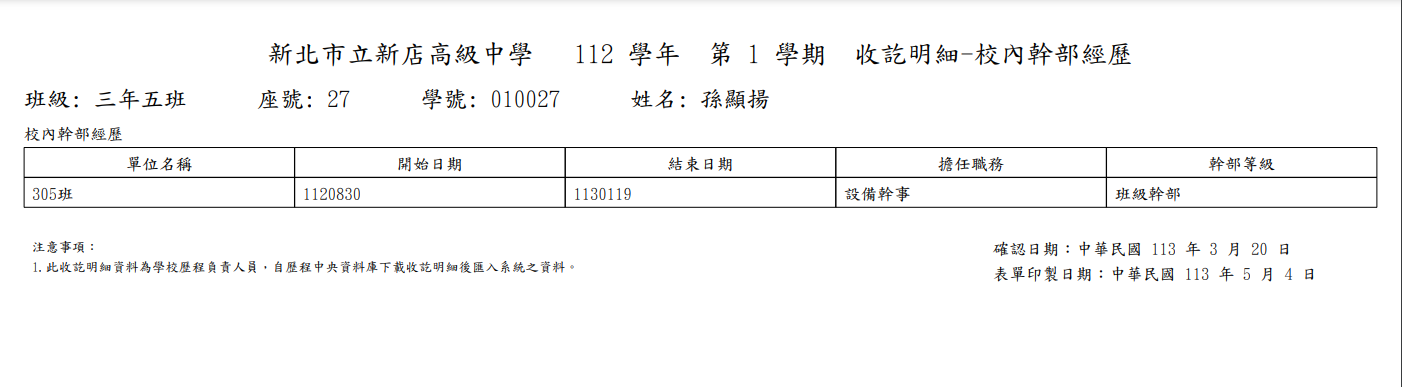 新北市立新店高級中學 112 學年 第 1 學期 收訖明細-校內幹部經歷
班級: 三年五班 座號: 27 學號: 010027 姓名: 孫顯揚
校內幹部經歷
單位名稱 開始日期 結束日期 擔任職務 幹部等級
305班 1120830 1130119 設備幹事 班級幹部
注意事項：
1.此收訖明細資料為學校歷程負責人員，自歷程中央資料庫下載收訖明細後匯入系統之資料。
確認日期：中華民國 113 年 3 月 20 日
表單印製日期：中華民國 113 年 5 月 4 日